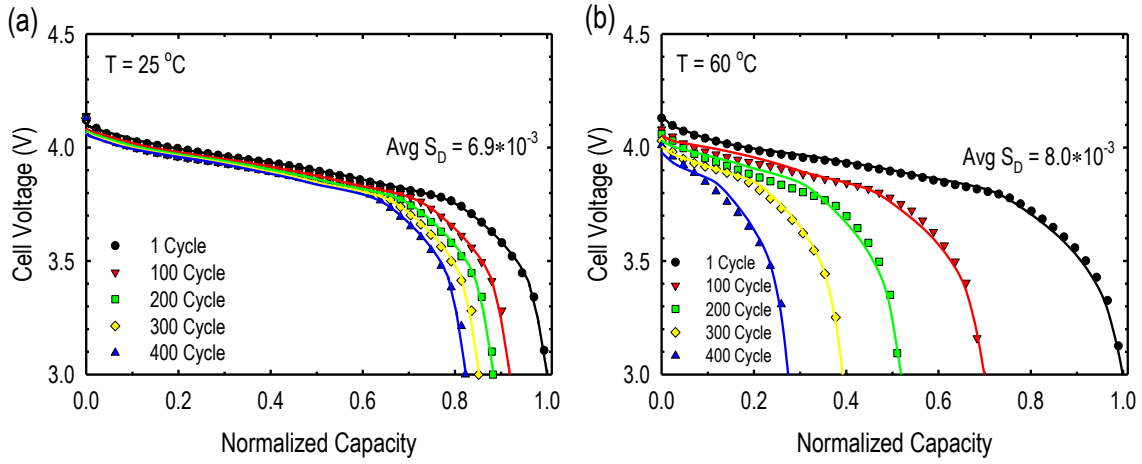 (a)
4.5
T = 25 °C
4.0
Avg S_D = 6.9*10⁻³
Cell Voltage (V)
3.5
1 Cycle
100 Cycle
200 Cycle
300 Cycle
400 Cycle
3.0
0.0 0.2 0.4 0.6 0.8 1.0
Normalized Capacity
(b)
4.5
T = 60 °C
4.0
Avg S_D = 8.0*10⁻³
Cell Voltage (V)
3.5
1 Cycle
100 Cycle
200 Cycle
300 Cycle
400 Cycle
3.0
0.0 0.2 0.4 0.6 0.8 1.0
Normalized Capacity